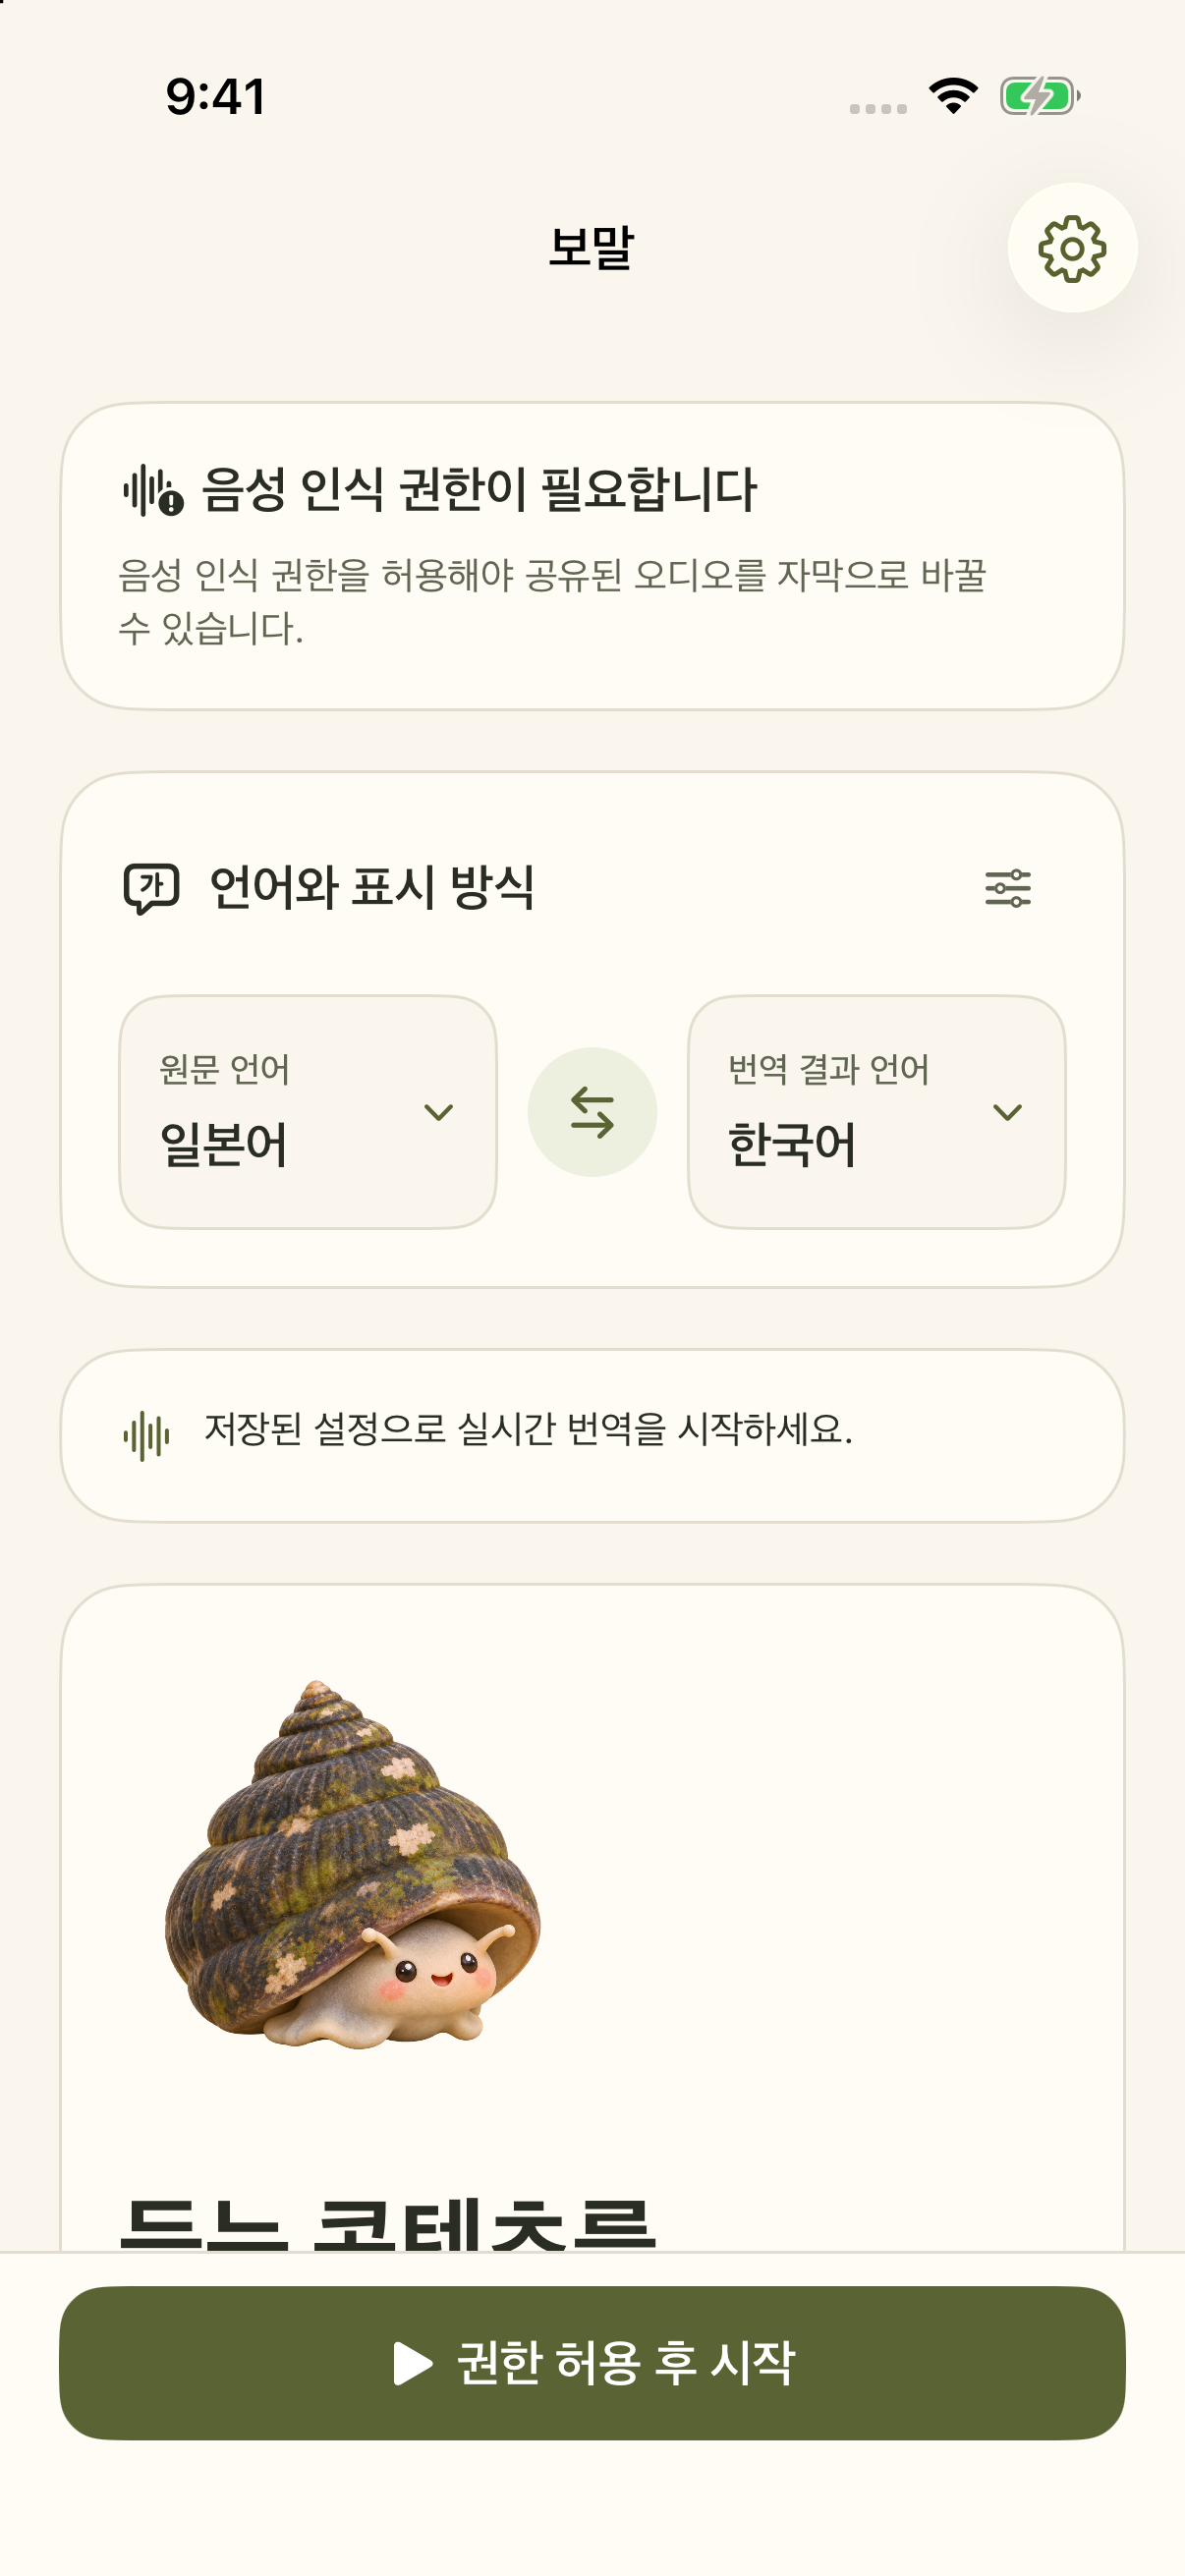 9:41
보말
음성 인식 권한이 필요합니다
음성 인식 권한을 허용해야 공유된 오디오를 자막으로 바꿀
수 있습니다.
가
언어와 표시 방식
원문 언어
일본어
번역 결과 언어
한국어
저장된 설정으로 실시간 번역을 시작하세요.
권한 허용 후 시작